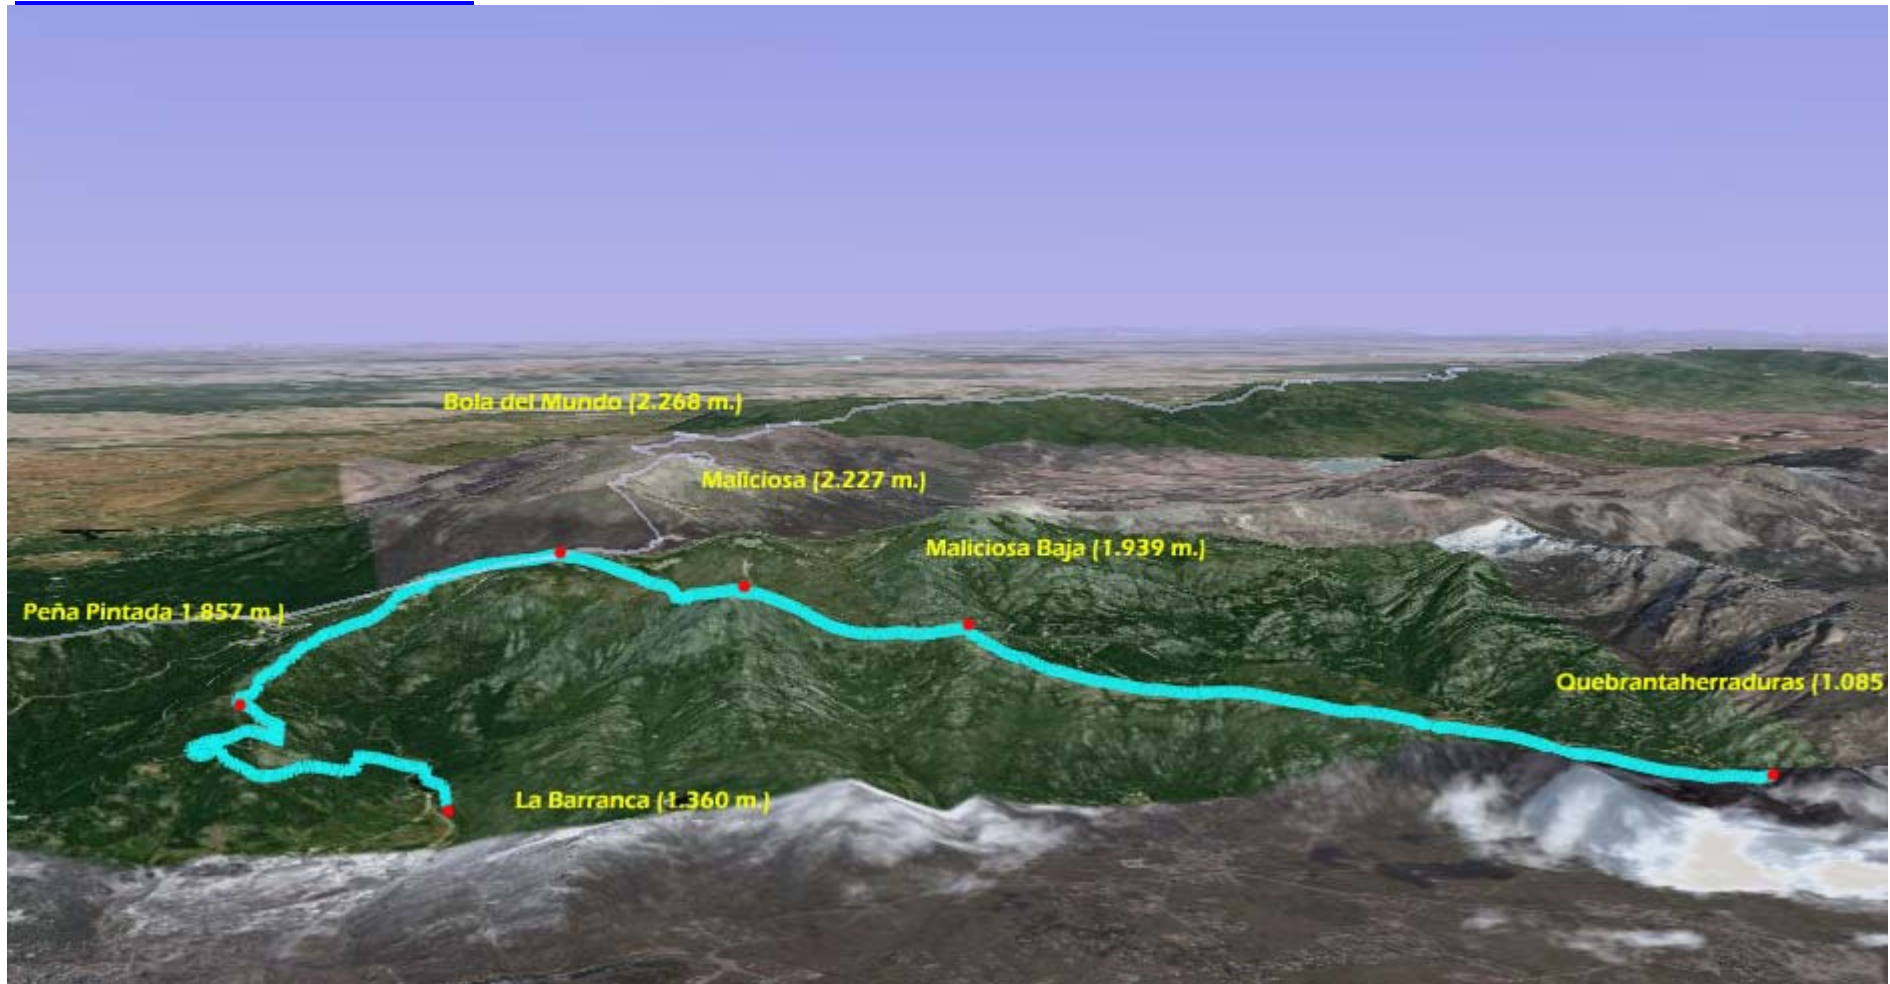 Bola del Mundo (2.268 m.)
Maliciosa (2.227 m.)
Maliciosa Baja (1.939 m.)
Peña Pintada 1.857 m.)
Quebrantaherraduras (1.085
La Barranca (1.360 m.)